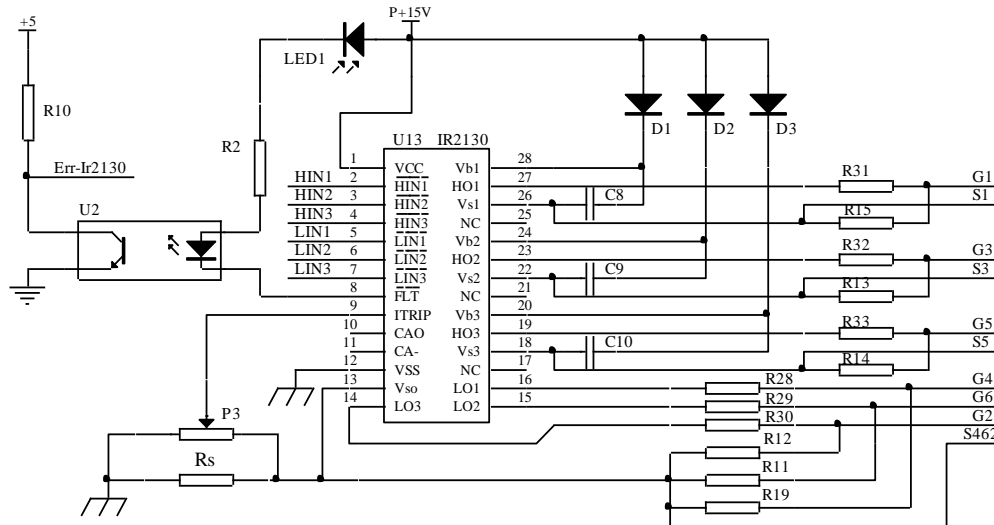 +5
P+15V
LED1
R10
R2
D1 D2 D3
U13 IR2130
Err-Ir2130
U2
1 VCC Vb1 28
HIN1 2 HIN1 HO1 27 R31 G1
HIN2 3 HIN2 Vs1 26 C8 S1
HIN3 4 HIN3 NC 25 R15
LIN1 5 LIN1 Vb2 24
LIN2 6 LIN2 HO2 23 R32 G3
LIN3 7 LIN3 Vs2 22 C9 S3
8 FLT NC 21 R13
9 ITRIP Vb3 20
10 CAO HO3 19 R33 G5
11 CA- Vs3 18 C10 S5
12 VSS NC 17 R14
13 Vso LO1 16 R28 G4
14 LO3 LO2 15 R29 G6
R30 G2
P3
R12 S462
Rs
R11
R19